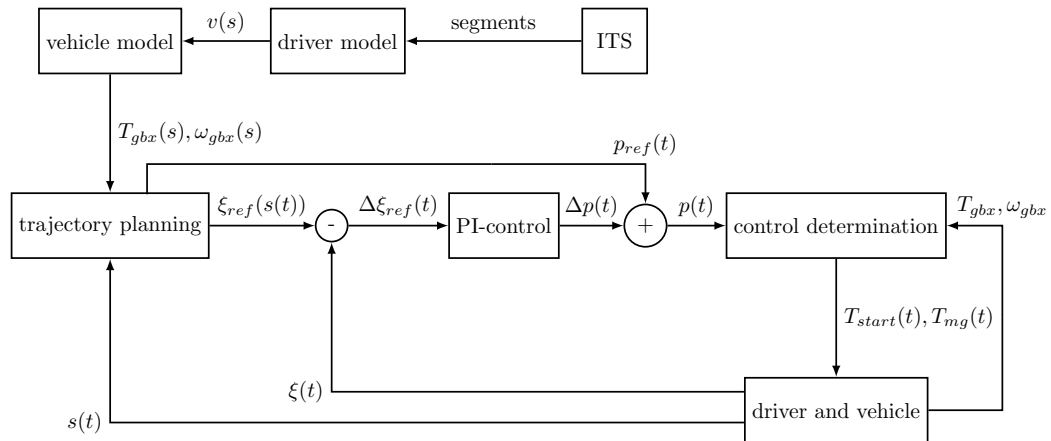 vehicle model
v(s)
driver model
segments
ITS
T_{gbx}(s), ω_{gbx}(s)
p_{ref}(t)
trajectory planning
ξ_{ref}(s(t))
-
Δξ_{ref}(t)
PI-control
Δp(t)
+
p(t)
control determination
T_{gbx}, ω_{gbx}
T_{start}(t), T_{mg}(t)
ξ(t)
driver and vehicle
s(t)